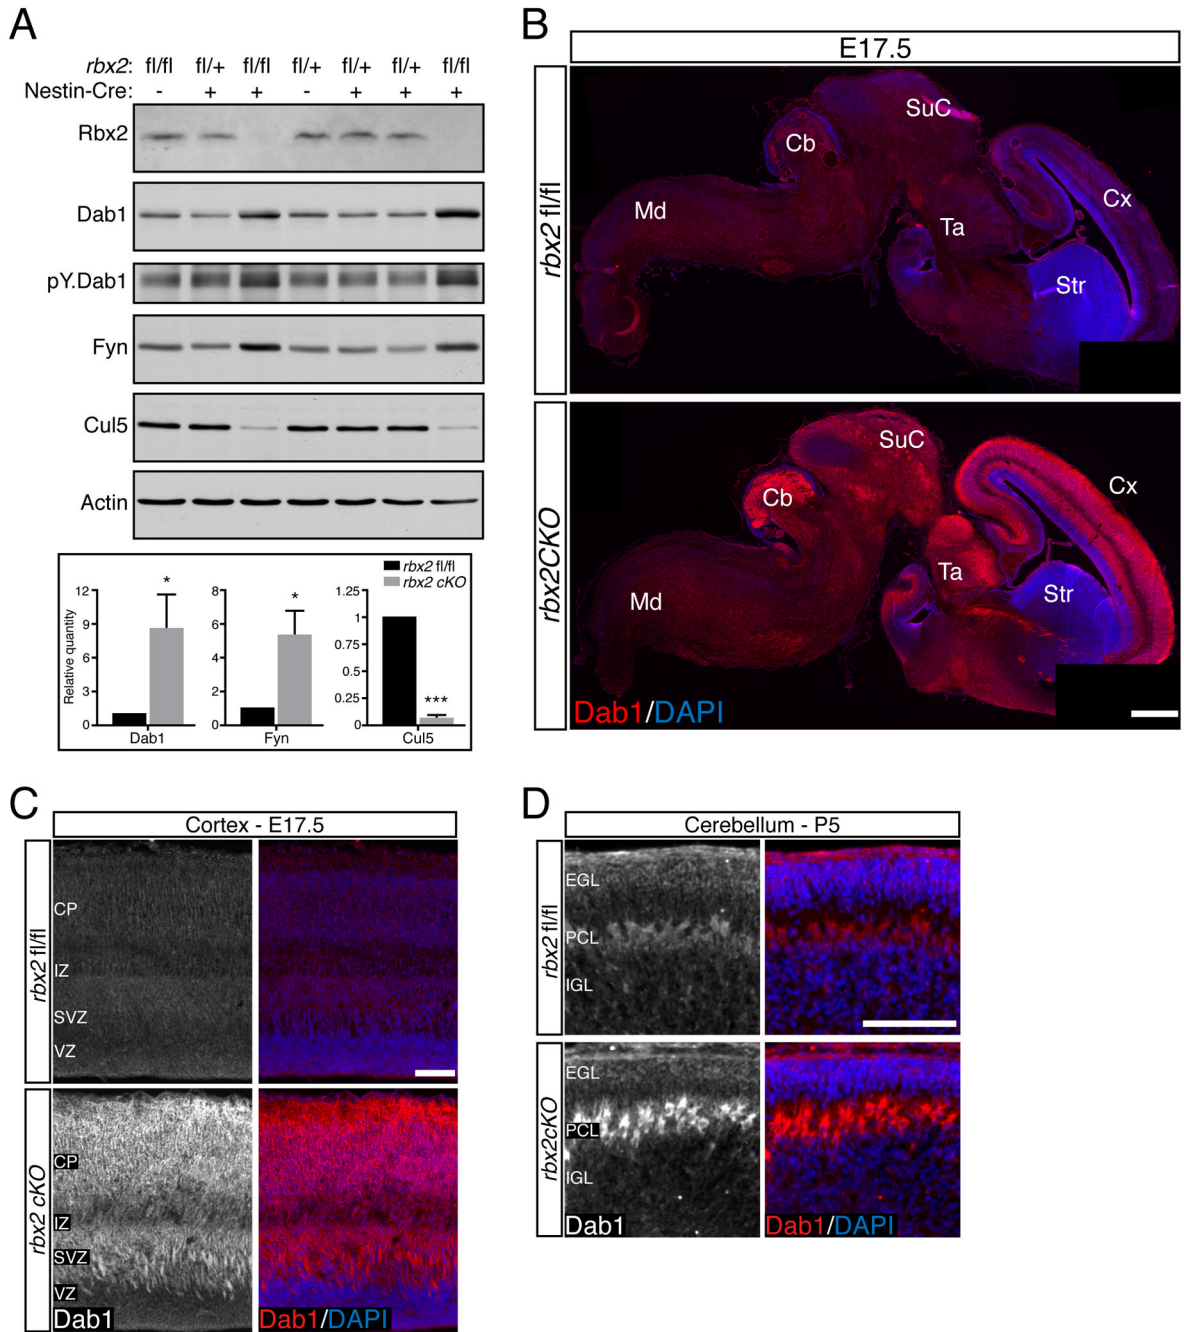 A
rbx2: fl/fl fl/+ fl/fl fl/+ fl/+ fl/+ fl/fl
Nestin-Cre: - + + - + + +
Rbx2
Dab1
pY.Dab1
Fyn
Cul5
Actin
rbx2 fl/fl
rbx2 cKO
Relative quantity
12
9
6
3
0
*
Dab1
8
6
4
2
0
*
Fyn
1.25
1
0.75
0.5
0.25
0
***
Cul5
B
E17.5
rbx2 fl/fl
SuC
Cb
Cx
Md
Ta
Str
rbx2CKO
SuC
Cb
Cx
Ta
Md
Str
Dab1/DAPI
C
Cortex - E17.5
rbx2 fl/fl
CP
IZ
SVZ
VZ
rbx2 cKO
CP
IZ
SVZ
VZ
Dab1
Dab1/DAPI
D
Cerebellum - P5
rbx2 fl/fl
EGL
PCL
IGL
rbx2cKO
EGL
PCL
IGL
Dab1
Dab1/DAPI